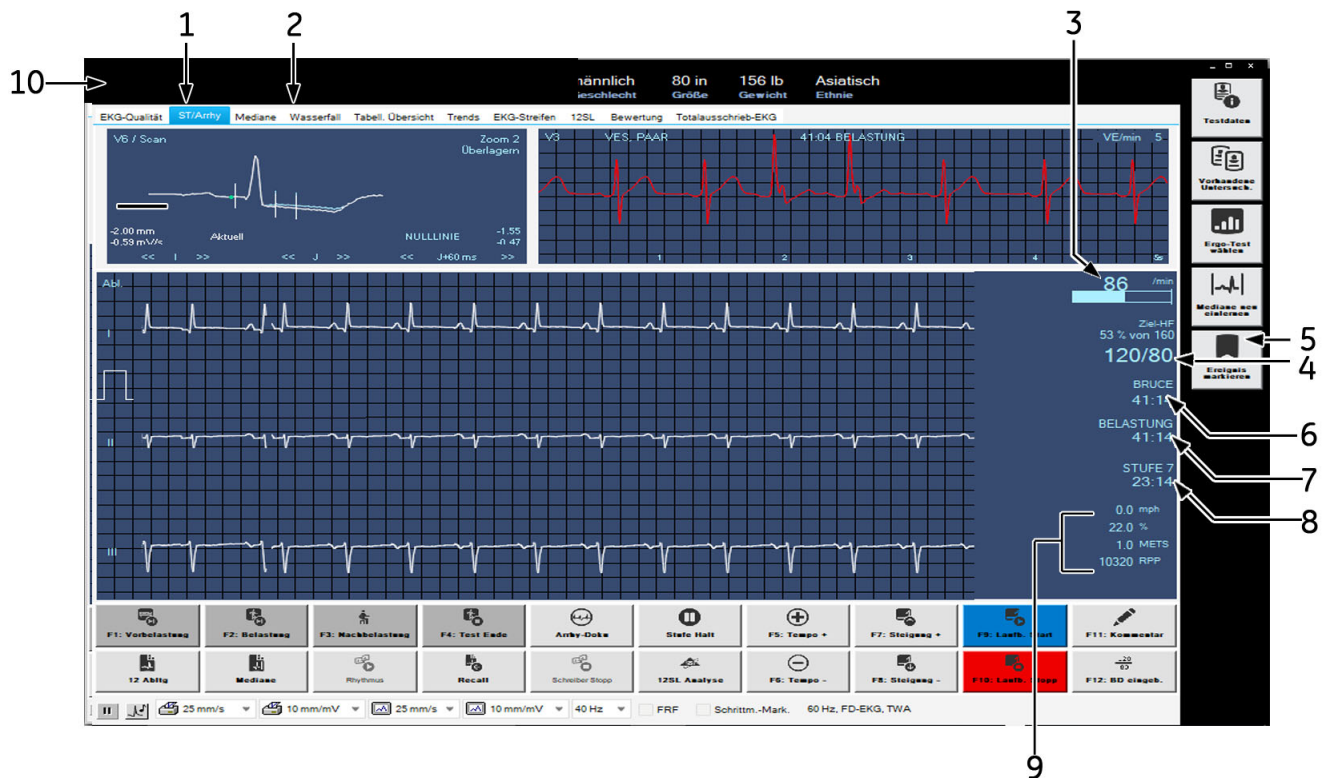 1
2
3
10
männlich 80 in 156 lb Asiatisch
Geschlecht Größe Gewicht Ethnie
EKG-Qualität ST/Arrhy Mediane Wasserfall Tabell. Übersicht Trends EKG-Streifen 12SL Bewertung Totalausschrieb-EKG
V6 / Scan Zoom 2
Überlagern
-2.00 mm
-0.59 mV/s
Aktuell NULLLINIE
-1.55
-0.47
<< I >> << J >> << J+60 ms >>
V3 VES, PAAR 41:04 BELASTUNG VE/min 5
1 2 3 4 5s
Testdaten
Vorhandene
Untersuch.
Ergo-Test
wählen
Mediane neu
einlernen
Ereignis
markieren
Abl.
I
II
III
86 /min
Ziel-HF
53 % von 160
120/80
BRUCE
41:14
BELASTUNG
41:14
STUFE 7
23:14
0.0 mph
22.0 %
1.0 METS
10320 RPP
5
4
6
7
8
9
F1: Vorbelastung F2: Belastung F3: Nachbelastung F4: Test Ende Arrhy-Doku Stufe Halt F5: Tempo + F7: Steigung + F9: Laufb. Start F11: Kommentar
12 Abltg Mediane Rhythmus Recall Schreiber Stopp 12SL Analyse F6: Tempo - F8: Steigung - F10: Laufb. Stopp F12: BD eingeb.
25 mm/s 10 mm/mV 25 mm/s 10 mm/mV 40 Hz FRF Schrittm.-Mark. 60 Hz, FD-EKG, TWA